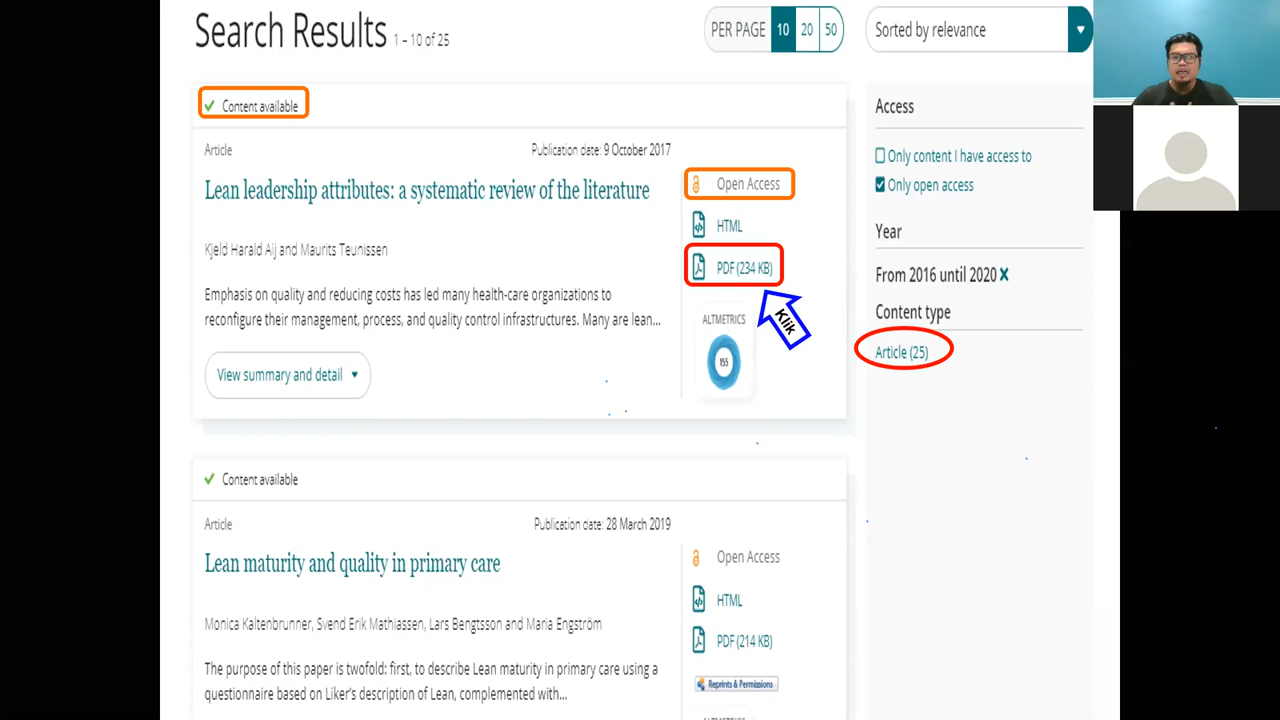 Search Results 1 – 10 of 25
PER PAGE 10 20 50
Sorted by relevance
Content available
Article
Publication date: 9 October 2017
Lean leadership attributes: a systematic review of the literature
Kjeld Harald Aij and Maurits Teunissen
Emphasis on quality and reducing costs has led many health-care organizations to
reconfigure their management, process, and quality control infrastructures. Many are lean...
View summary and detail
Open Access
HTML
PDF (234 KB)
Klik
ALTMETRICS
155
Content available
Article
Publication date: 28 March 2019
Lean maturity and quality in primary care
Monica Kaltenbrunner, Svend Erik Mathiassen, Lars Bengtsson and Maria Engström
The purpose of this paper is twofold: first, to describe Lean maturity in primary care using a
questionnaire based on Liker's description of Lean, complemented with...
Open Access
HTML
PDF (214 KB)
Reprints & Permissions
ALTMETRICS
Access
Only content I have access to
Only open access
Year
From 2016 until 2020
Content type
Article (25)